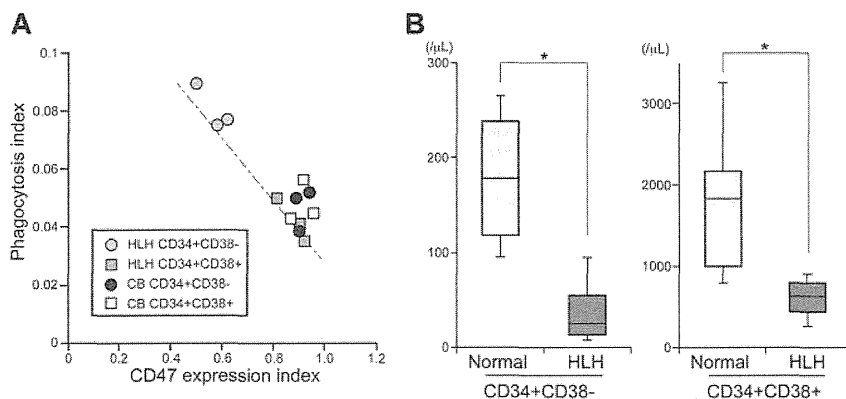 A
Phagocytosis index
0.1
0.08
0.06
0.04
0.02
0
HLH CD34+CD38-
HLH CD34+CD38+
CB CD34+CD38-
CB CD34+CD38+
0 0.2 0.4 0.6 0.8 1.0 1.2
CD47 expression index
B
(/μL)
300
200
100
0
*
Normal HLH
CD34+CD38-
(/μL)
3000
2000
1000
0
*
Normal HLH
CD34+CD38+